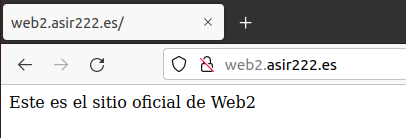 web2.asir222.es/
web2.asir222.es
Este es el sitio oficial de Web2